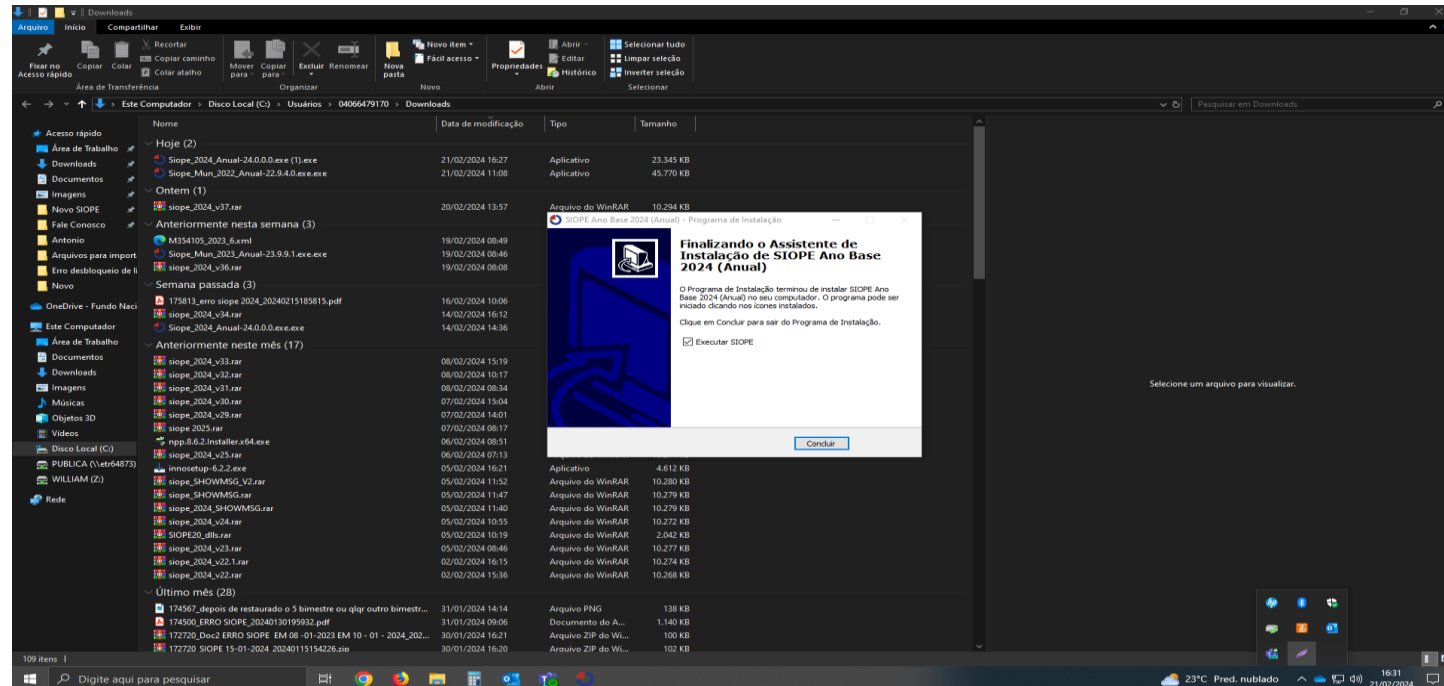 Downloads
Arquivo Início Compartilhar Exibir
Fixar no Acesso rápido
Copiar
Colar
Recortar
Copiar caminho
Colar atalho
Área de Transferência
Mover para
Copiar para
Excluir
Renomear
Organizar
Nova pasta
Novo item
Fácil acesso
Novo
Propriedades
Abrir
Editar
Histórico
Abrir
Selecionar tudo
Limpar seleção
Inverter seleção
Selecionar
Este Computador > Disco Local (C:) > Usuários > 04066479170 > Downloads
Pesquisar em Downloads
Acesso rápido
Área de Trabalho
Downloads
Documentos
Imagens
Novo SIOPE
Fale Conosco
Antonio
Arquivos para import
Erro desbloqueio de li
Novo
OneDrive - Fundo Naci
Este Computador
Área de Trabalho
Documentos
Downloads
Imagens
Músicas
Objetos 3D
Vídeos
Disco Local (C:)
PUBLICA (\\etr64873)
WILLIAM (Z:)
Rede
Nome Data de modificação Tipo Tamanho
Hoje (2)
Siope_2024_Anual-24.0.0.0.exe (1).exe 21/02/2024 16:27 Aplicativo 23.345 KB
Siope_Mun_2022_Anual-22.9.4.0.exe.exe 21/02/2024 11:08 Aplicativo 45.770 KB
Ontem (1)
siope_2024_v37.rar 20/02/2024 13:57 Arquivo do WinRAR 10.294 KB
Anteriormente nesta semana (3)
M354105_2023_6.xml 19/02/2024 08:49
Siope_Mun_2023_Anual-23.9.9.1.exe.exe 19/02/2024 08:46
siope_2024_v36.rar 19/02/2024 08:08
Semana passada (3)
175813_erro siope 2024_20240215185815.pdf 16/02/2024 10:06
siope_2024_v34.rar 14/02/2024 16:12
Siope_2024_Anual-24.0.0.0.exe.exe 14/02/2024 14:36
Anteriormente neste mês (17)
siope_2024_v33.rar 08/02/2024 15:19
siope_2024_v32.rar 08/02/2024 10:17
siope_2024_v31.rar 08/02/2024 08:34
siope_2024_v30.rar 07/02/2024 15:04
siope_2024_v29.rar 07/02/2024 14:01
siope 2025.rar 07/02/2024 08:17
npp.8.6.2.Installer.x64.exe 06/02/2024 08:51
siope_2024_v25.rar 06/02/2024 07:13
innosetup-6.2.2.exe 05/02/2024 16:21 Aplicativo 4.612 KB
siope_SHOWMSG_V2.rar 05/02/2024 11:52 Arquivo do WinRAR 10.280 KB
siope_SHOWMSG.rar 05/02/2024 11:47 Arquivo do WinRAR 10.279 KB
siope_2024_SHOWMSG.rar 05/02/2024 11:40 Arquivo do WinRAR 10.279 KB
siope_2024_v24.rar 05/02/2024 10:55 Arquivo do WinRAR 10.272 KB
SIOPE20_dlls.rar 05/02/2024 10:19 Arquivo do WinRAR 2.042 KB
siope_2024_v23.rar 05/02/2024 08:46 Arquivo do WinRAR 10.277 KB
siope_2024_v22.1.rar 02/02/2024 16:15 Arquivo do WinRAR 10.274 KB
siope_2024_v22.rar 02/02/2024 15:36 Arquivo do WinRAR 10.268 KB
Último mês (28)
174567_depois de restaurado o 5 bimestre ou qlqr outro bimestr... 31/01/2024 14:14 Arquivo PNG 138 KB
174500_ERRO SIOPE_20240130195932.pdf 31/01/2024 09:06 Documento do A... 1.140 KB
172720_Doc2 ERRO SIOPE EM 08 -01-2023 EM 10 - 01 - 2024_202... 30/01/2024 16:21 Arquivo ZIP do Wi... 100 KB
172720 SIOPE 15-01-2024 20240115154226.zip 30/01/2024 16:20 Arquivo ZIP do Wi... 102 KB
SIOPE Ano Base 2024 (Anual) - Programa de Instalação
Finalizando o Assistente de
Instalação de SIOPE Ano Base
2024 (Anual)
O Programa de Instalação terminou de instalar SIOPE Ano
Base 2024 (Anual) no seu computador. O programa pode ser
iniciado clicando nos ícones instalados.
Clique em Concluir para sair do Programa de Instalação.
Executar SIOPE
Concluir
Selecione um arquivo para visualizar.
109 itens
Digite aqui para pesquisar
23°C Pred. nublado
16:31
21/02/2024